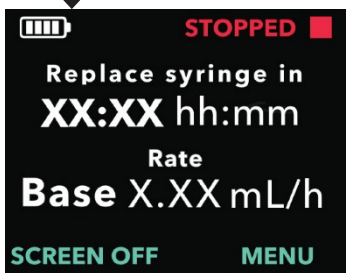 STOPPED
Replace syringe in
XX:XX hh:mm
Rate
Base X.XX mL/h
SCREEN OFF MENU